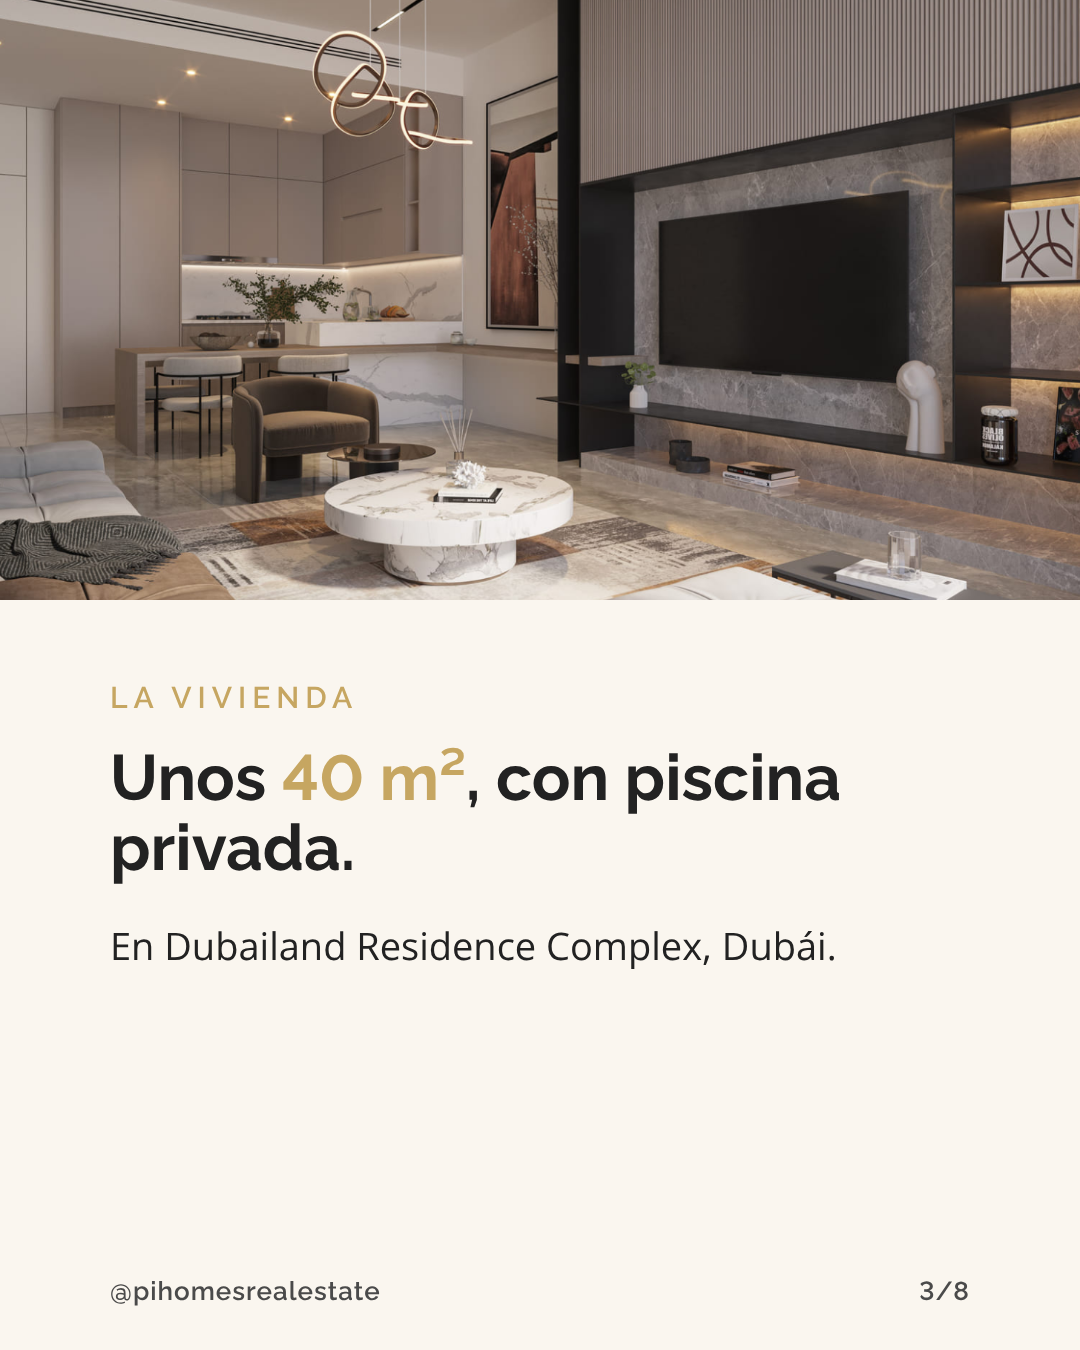 LA VIVIENDA
Unos 40 m², con piscina
privada.
En Dubailand Residence Complex, Dubái.
@pihomesrealestate
3/8